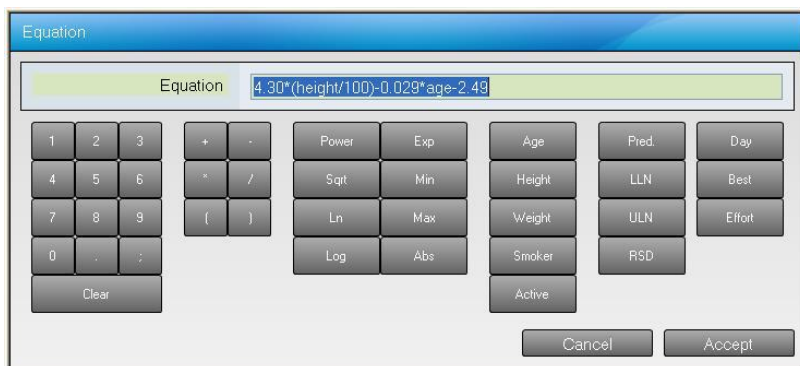 Equation
Equation 4.30*(height/100)-0.029*age-2.49
1 2 3 + - Power Exp Age Pred. Day
4 5 6 * / Sqrt Min Height LLN Best
7 8 9 ( ) Ln Max Weight ULN Effort
0 . ; Log Abs Smoker RSD
Clear Active
Cancel Accept